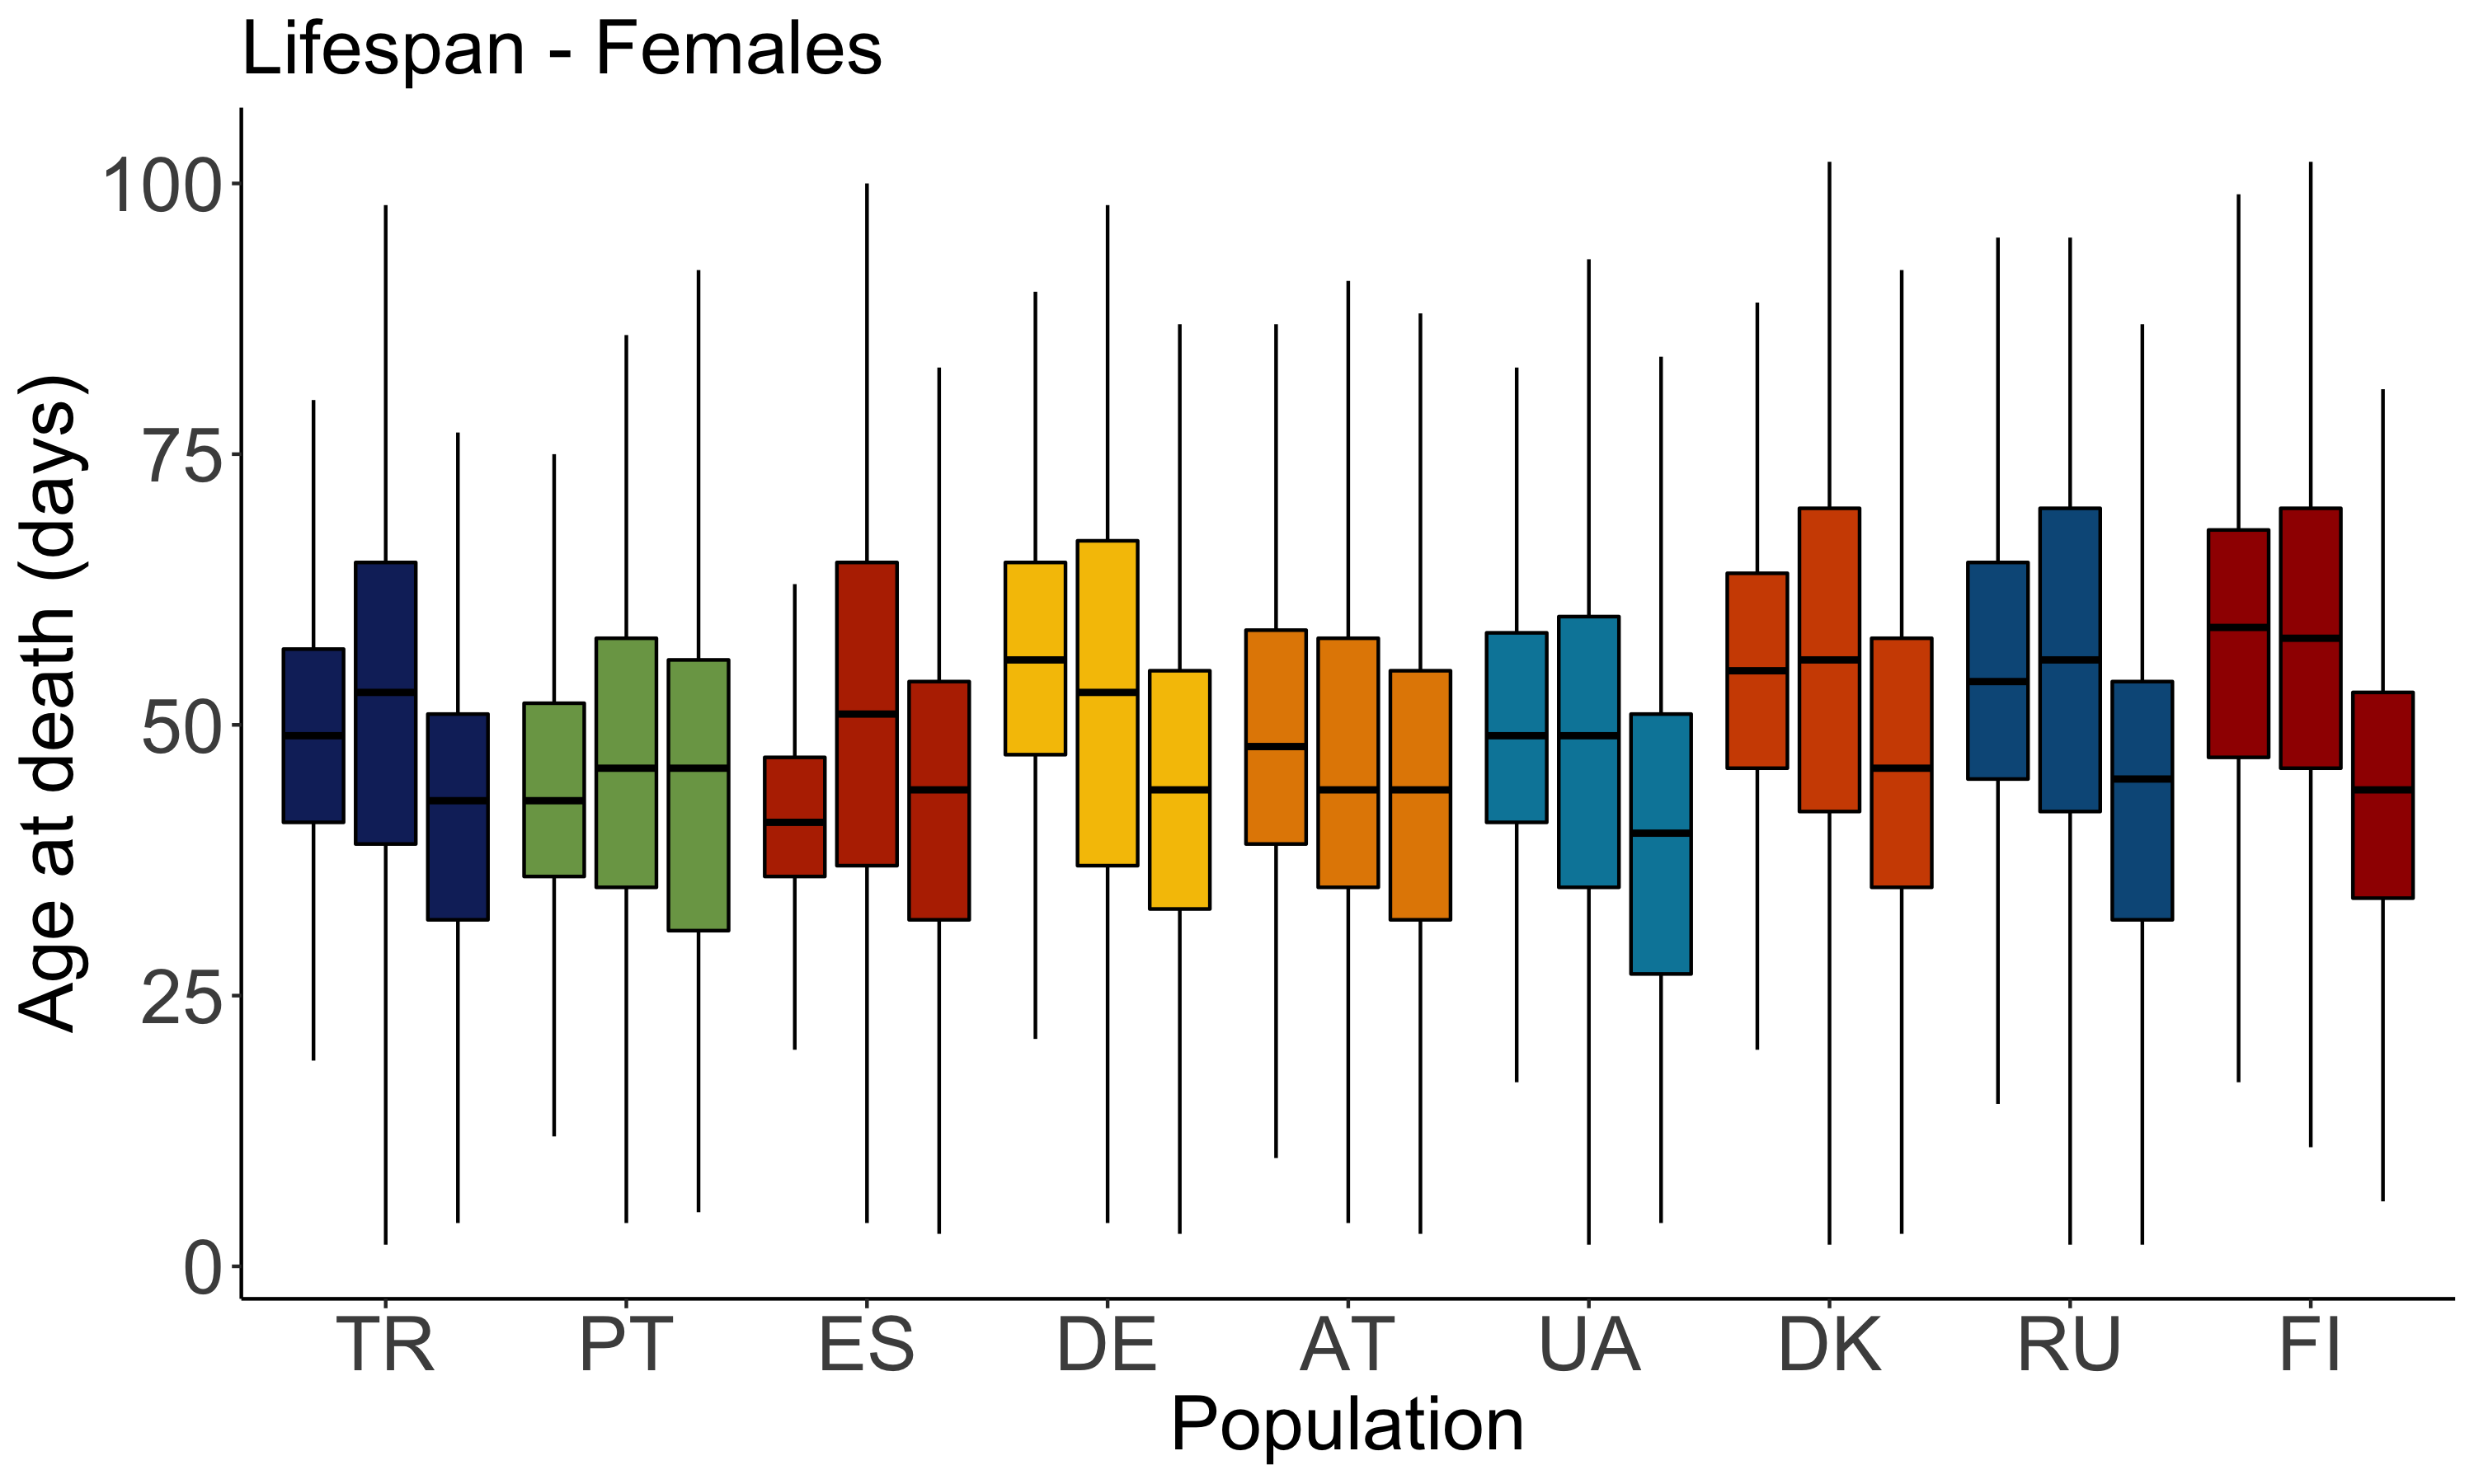 Lifespan - Females
Age at death (days)
100
75
50
25
0
TR PT ES DE AT UA DK RU FI
Population